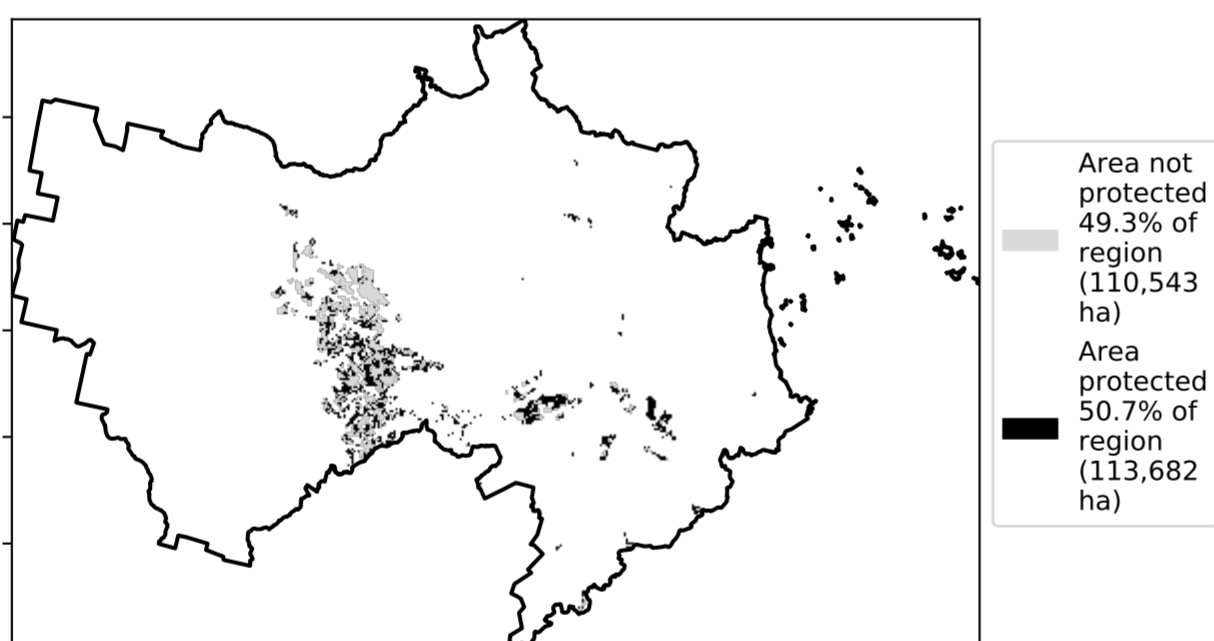 Area not
protected
49.3% of
region
(110,543
ha)
Area
protected
50.7% of
region
(113,682
ha)